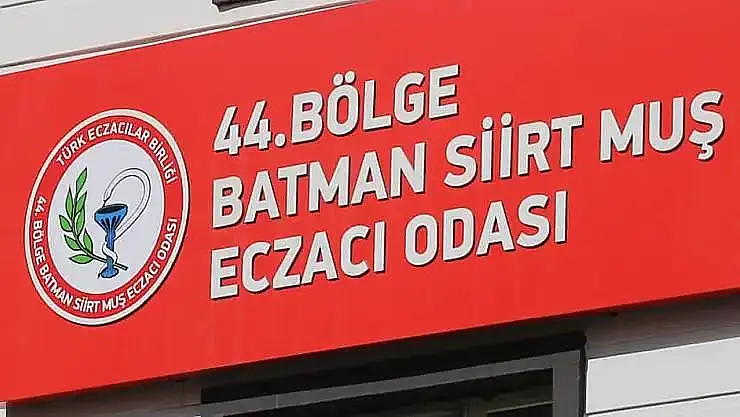 TÜRK ECZACILAR BİRLİĞİ
44. BÖLGE BATMAN SİİRT MUŞ ECZACI ODASI
44.BÖLGE
BATMAN SİİRT MUŞ
ECZACI ODASI